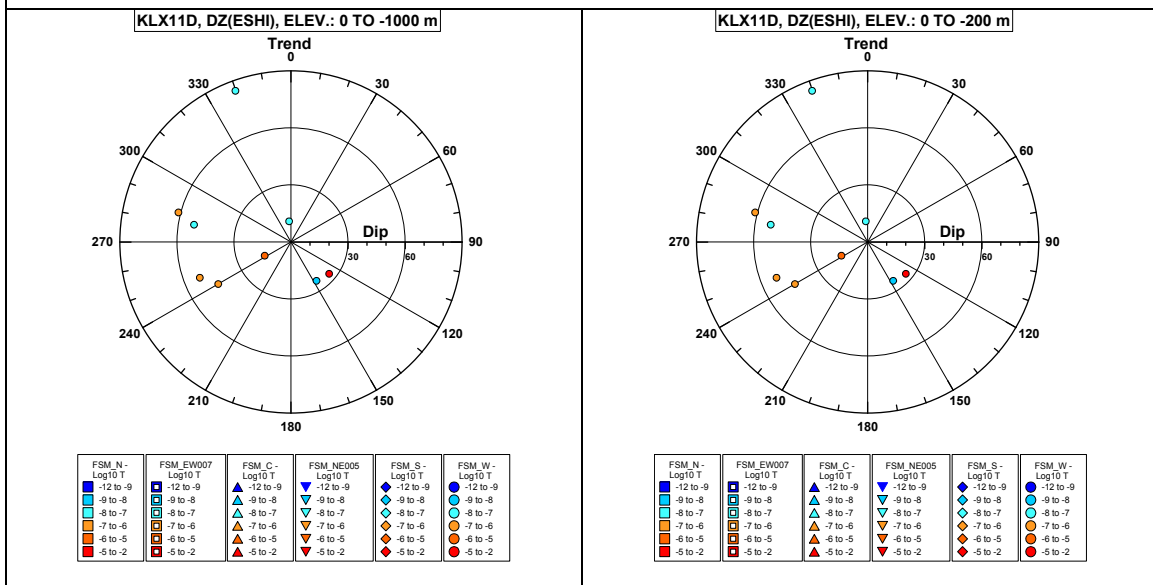 KLX11D, DZ(ESHI), ELEV.: 0 TO -1000 m
Trend
0
330
30
300
60
Dip
270
30
60
90
240
120
210
150
180
FSM_N -
Log10 T
-12 to -9
-9 to -8
-8 to -7
-7 to -6
-6 to -5
-5 to -2
FSM_EW007
Log10 T
-12 to -9
-9 to -8
-8 to -7
-7 to -6
-6 to -5
-5 to -2
FSM_C -
Log10 T
-12 to -9
-9 to -8
-8 to -7
-7 to -6
-6 to -5
-5 to -2
FSM_NE005
Log10 T
-12 to -9
-9 to -8
-8 to -7
-7 to -6
-6 to -5
-5 to -2
FSM_S -
Log10 T
-12 to -9
-9 to -8
-8 to -7
-7 to -6
-6 to -5
-5 to -2
FSM_W -
Log10 T
-12 to -9
-9 to -8
-8 to -7
-7 to -6
-6 to -5
-5 to -2
KLX11D, DZ(ESHI), ELEV.: 0 TO -200 m
Trend
0
330
30
300
60
Dip
270
30
60
90
240
120
210
150
180
FSM_N -
Log10 T
-12 to -9
-9 to -8
-8 to -7
-7 to -6
-6 to -5
-5 to -2
FSM_EW007
Log10 T
-12 to -9
-9 to -8
-8 to -7
-7 to -6
-6 to -5
-5 to -2
FSM_C -
Log10 T
-12 to -9
-9 to -8
-8 to -7
-7 to -6
-6 to -5
-5 to -2
FSM_NE005
Log10 T
-12 to -9
-9 to -8
-8 to -7
-7 to -6
-6 to -5
-5 to -2
FSM_S -
Log10 T
-12 to -9
-9 to -8
-8 to -7
-7 to -6
-6 to -5
-5 to -2
FSM_W -
Log10 T
-12 to -9
-9 to -8
-8 to -7
-7 to -6
-6 to -5
-5 to -2